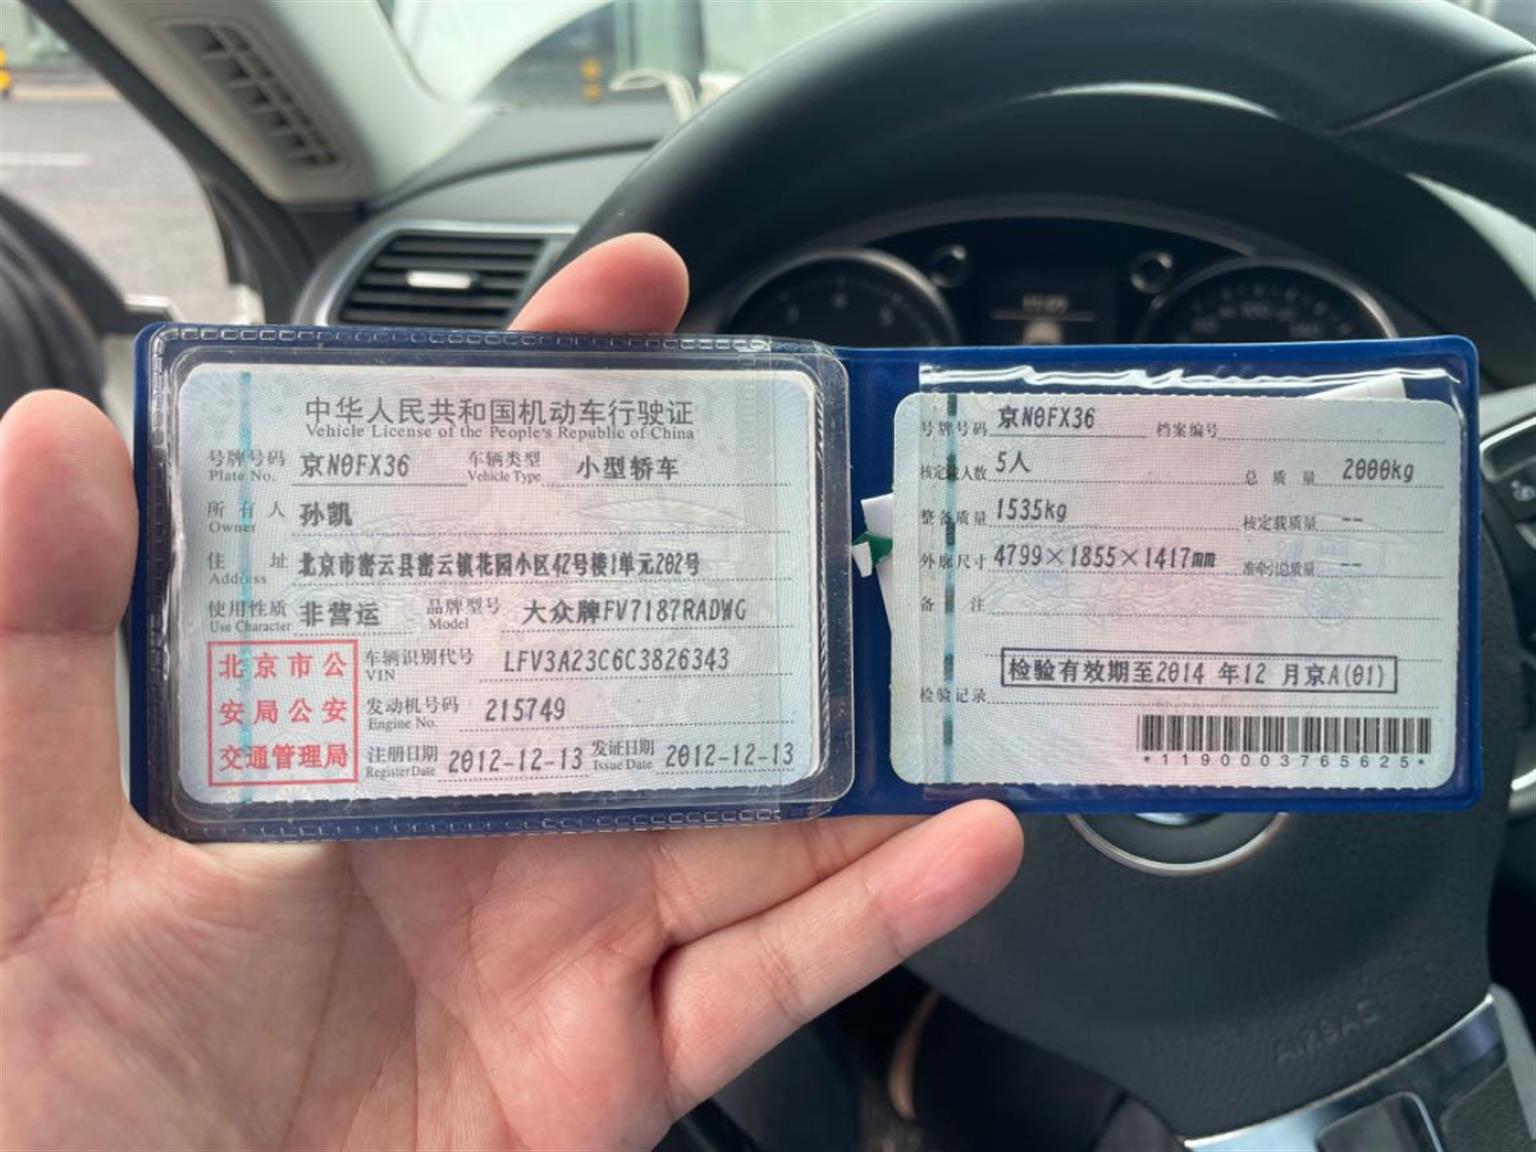 中华人民共和国机动车行驶证
Vehicle License of the People's Republic of China
号牌号码 京N0FX36 车辆类型 小型轿车
Plate No. Vehicle Type
所有人 孙凯
Owner
住址 北京市密云县密云镇花园小区42号楼1单元202号
Address
使用性质 非营运 品牌型号 大众牌FV7187RADWG
Use Character Model
北京市公
安局公安
交通管理局
车辆识别代号 LFV3A23C6C3826343
VIN
发动机号码 215749
Engine No.
注册日期 2012-12-13 发证日期 2012-12-13
Register Date Issue Date
号牌号码 京N0FX36 档案编号
核定载人数 5人 总质量 2000kg
整备质量 1535kg 核定载质量 --
外廓尺寸 4799×1855×1417mm 准牵引总质量 --
备注
检验有效期至2014 年12 月京A(01)
检验记录
*1190003765625*
AIRBAG